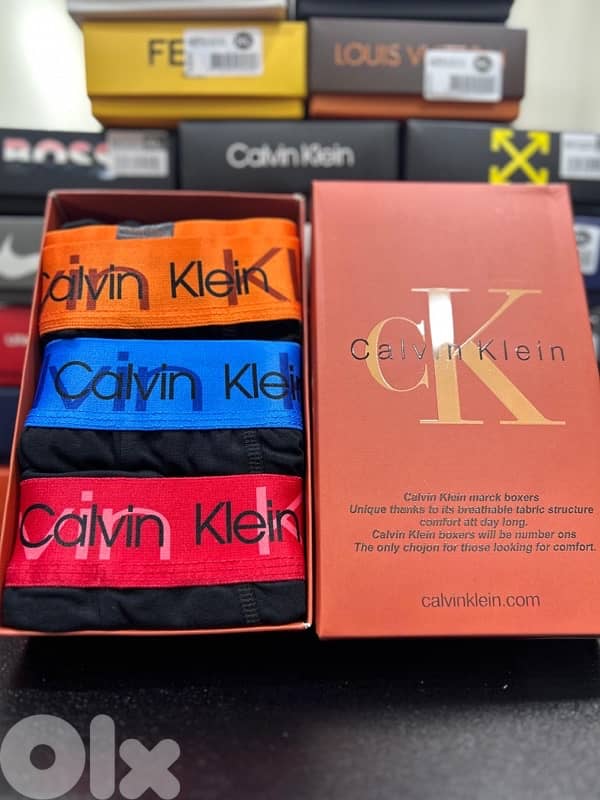 FE
LOUIS VUITTON
BOSS
Calvin Klein
Calvin Klein
Calvin Klein
Calvin Klein
CK
Calvin Klein
Calvin Klein marck boxers
Unique thanks to its breathable tabric structure
comfort att day long.
Calvin Klein boxers will be number ons
The only chojon for those looking for comfort.
calvinklein.com
Olx